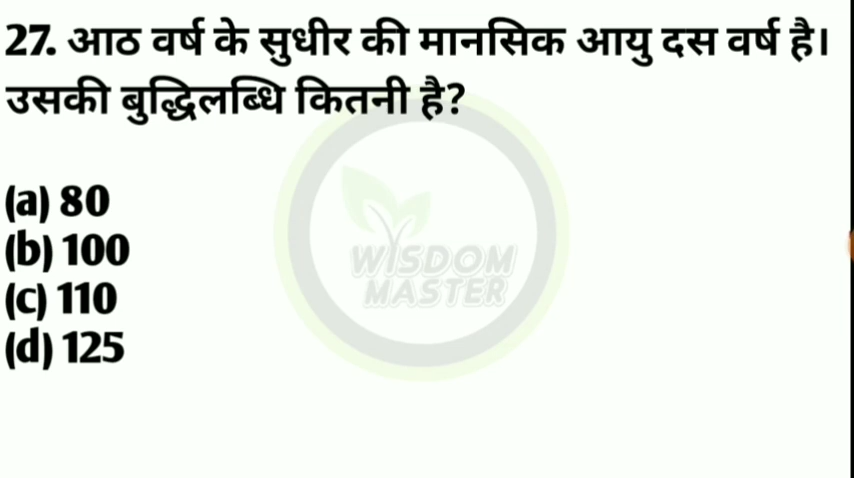 27. आठ वर्ष के सुधीर की मानसिक आयु दस वर्ष है।
उसकी बुद्धिलब्धि कितनी है?
(a) 80
(b) 100
(c) 110
(d) 125
WISDOM
MASTER